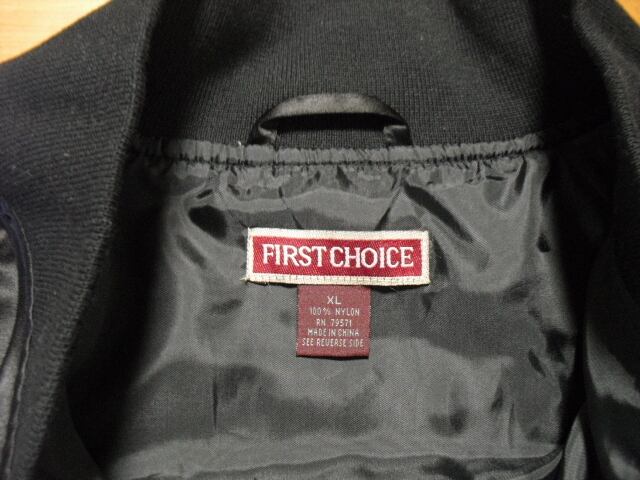 FIRST CHOICE
XL
100% NYLON
RN 79571
MADE IN CHINA
SEE REVERSE SIDE